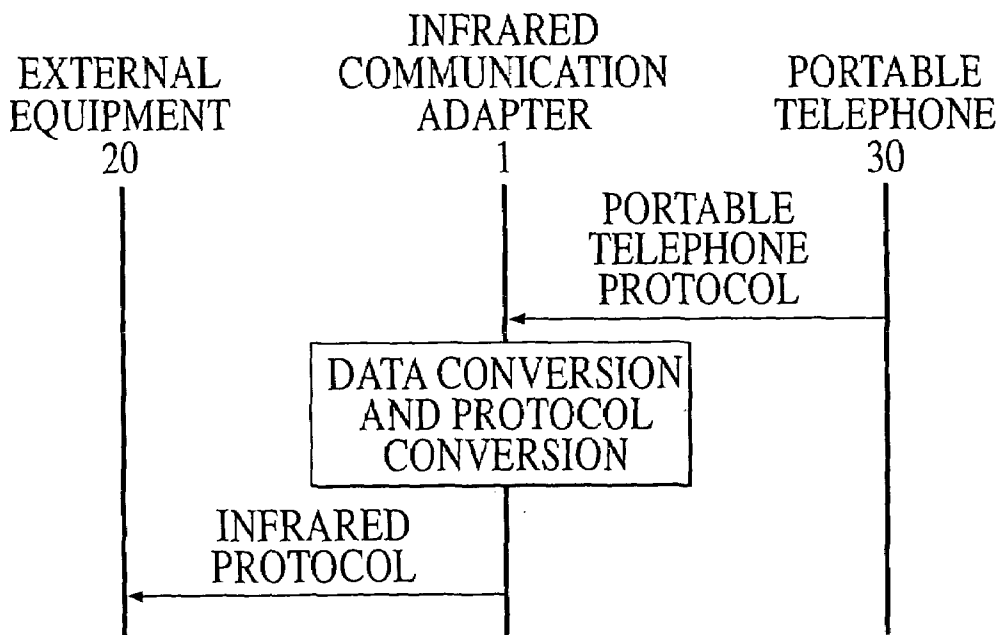 EXTERNAL
EQUIPMENT
20
INFRARED
COMMUNICATION
ADAPTER
1
PORTABLE
TELEPHONE
30
PORTABLE
TELEPHONE
PROTOCOL
DATA CONVERSION
AND PROTOCOL
CONVERSION
INFRARED
PROTOCOL